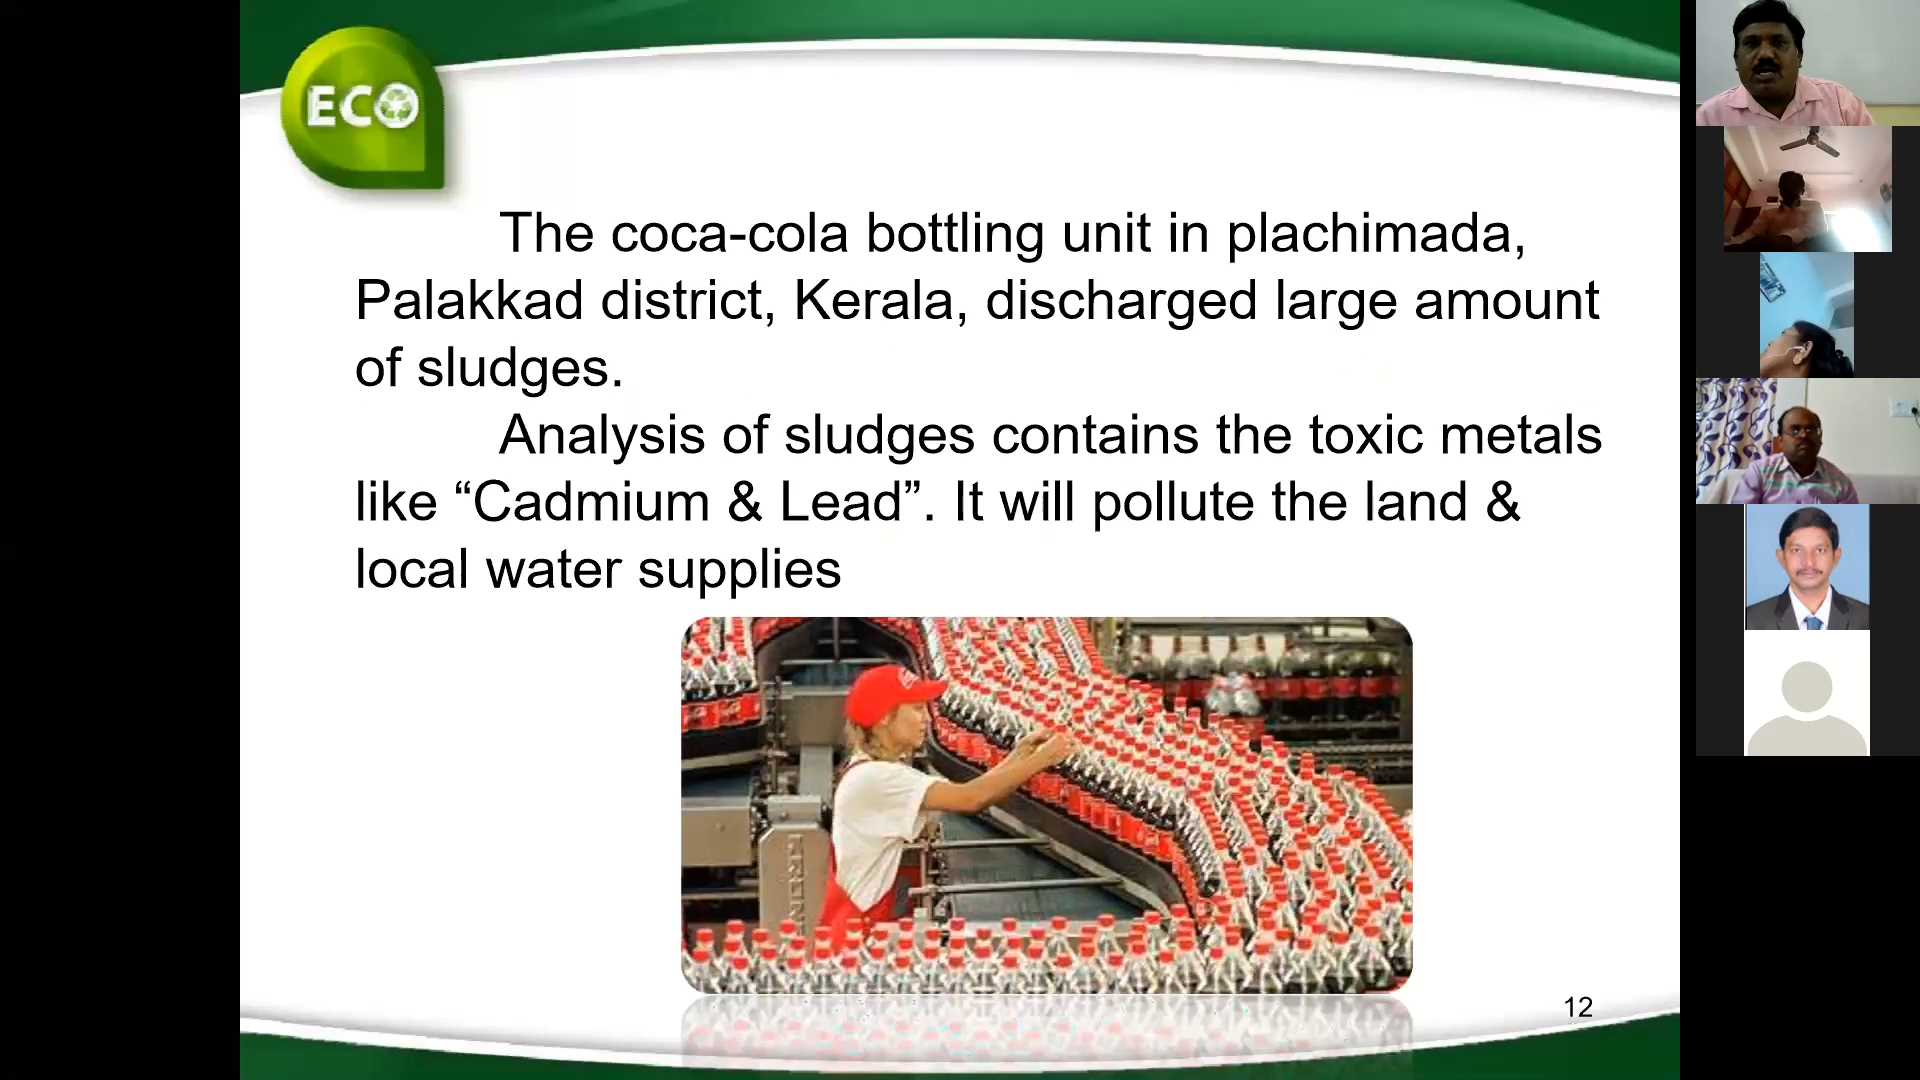 ECO
The coca-cola bottling unit in plachimada,
Palakkad district, Kerala, discharged large amount
of sludges.
Analysis of sludges contains the toxic metals
like “Cadmium & Lead”. It will pollute the land &
local water supplies
12